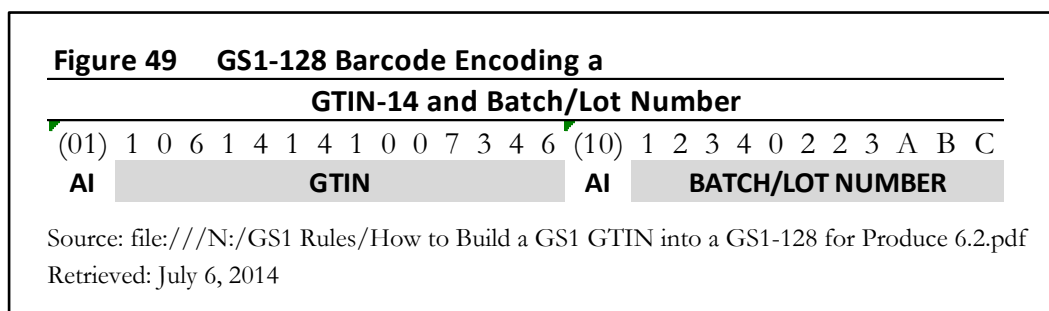 Figure 49 GS1-128 Barcode Encoding a
GTIN-14 and Batch/Lot Number
(01) 1 0 6 1 4 1 4 1 0 0 7 3 4 6 (10) 1 2 3 4 0 2 2 3 A B C
AI GTIN AI BATCH/LOT NUMBER
Source: file:///N:/GS1 Rules/How to Build a GS1 GTIN into a GS1-128 for Produce 6.2.pdf
Retrieved: July 6, 2014